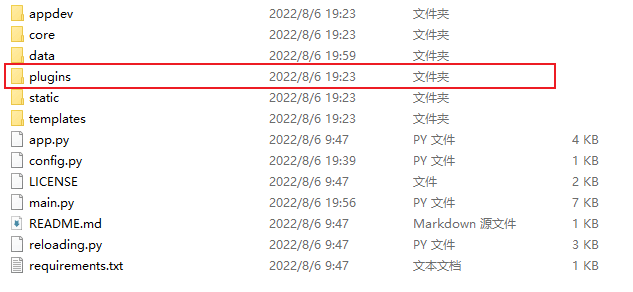 appdev 2022/8/6 19:23 文件夹
core 2022/8/6 19:23 文件夹
data 2022/8/6 19:59 文件夹
plugins 2022/8/6 19:23 文件夹
static 2022/8/6 19:23 文件夹
templates 2022/8/6 19:23 文件夹
app.py 2022/8/6 9:47 PY 文件 4 KB
config.py 2022/8/6 19:39 PY 文件 1 KB
LICENSE 2022/8/6 9:47 文件 2 KB
main.py 2022/8/6 19:56 PY 文件 7 KB
README.md 2022/8/6 9:47 Markdown 源文件 1 KB
reloading.py 2022/8/6 9:47 PY 文件 3 KB
requirements.txt 2022/8/6 9:47 文本文档 1 KB